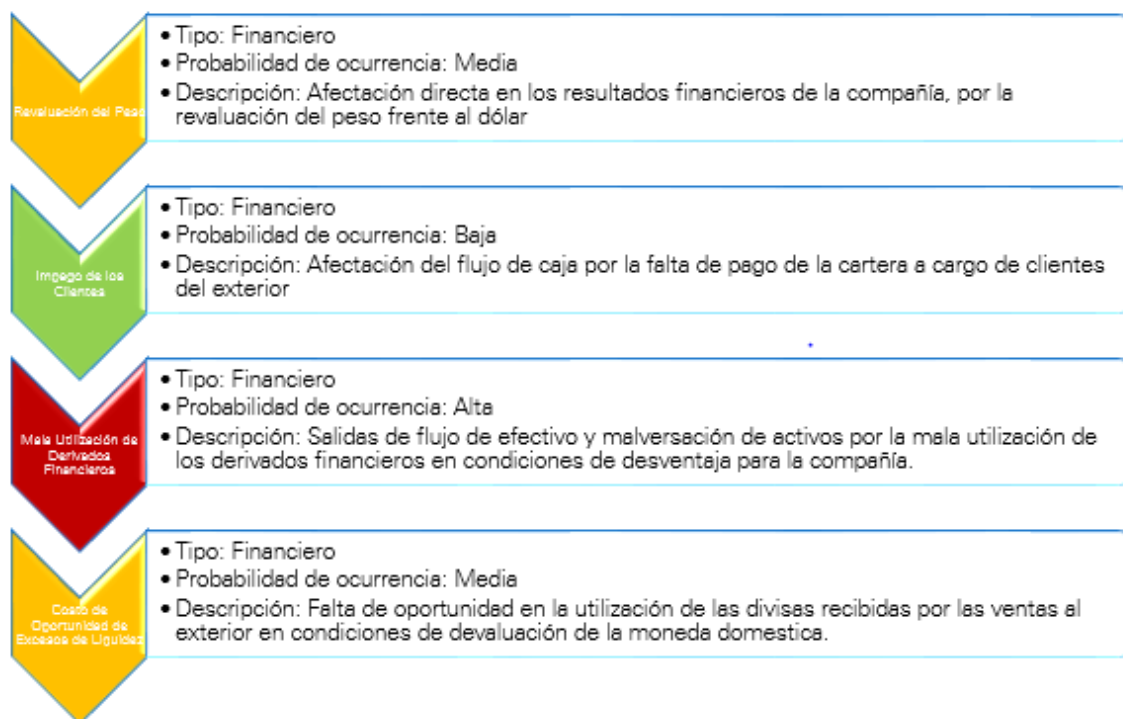 Revaluación del Peso
• Tipo: Financiero
• Probabilidad de ocurrencia: Media
• Descripción: Afectación directa en los resultados financieros de la compañía, por la
revaluación del peso frente al dólar
Impago de los
Clientes
• Tipo: Financiero
• Probabilidad de ocurrencia: Baja
• Descripción: Afectación del flujo de caja por la falta de pago de la cartera a cargo de clientes
del exterior
Mala Utilización de
Derivados
Financieros
• Tipo: Financiero
• Probabilidad de ocurrencia: Alta
• Descripción: Salidas de flujo de efectivo y malversación de activos por la mala utilización de
los derivados financieros en condiciones de desventaja para la compañía.
Costo de
Oportunidad de
Excesos de Liquidez
• Tipo: Financiero
• Probabilidad de ocurrencia: Media
• Descripción: Falta de oportunidad en la utilización de las divisas recibidas por las ventas al
exterior en condiciones de devaluación de la moneda domestica.